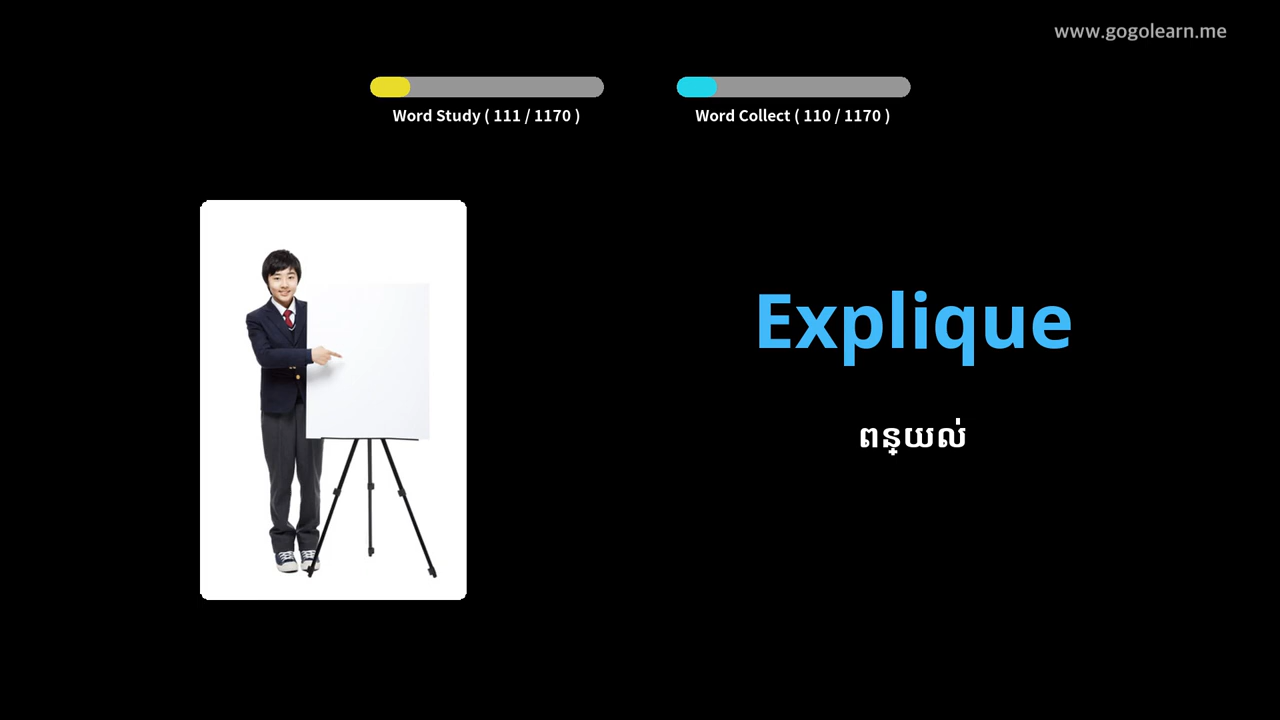 www.gogolearn.me
Word Study ( 111 / 1170 )
Word Collect ( 110 / 1170 )
Explique
ពន្យល់